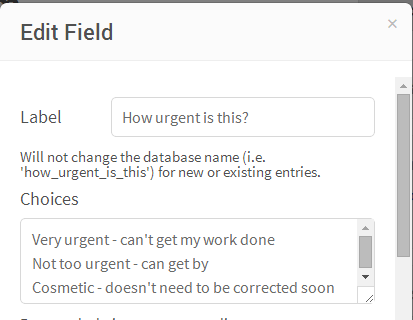 Edit Field
×
Label
How urgent is this?
Will not change the database name (i.e.
'how_urgent_is_this') for new or existing entries.
Choices
Very urgent - can't get my work done
Not too urgent - can get by
Cosmetic - doesn't need to be corrected soon